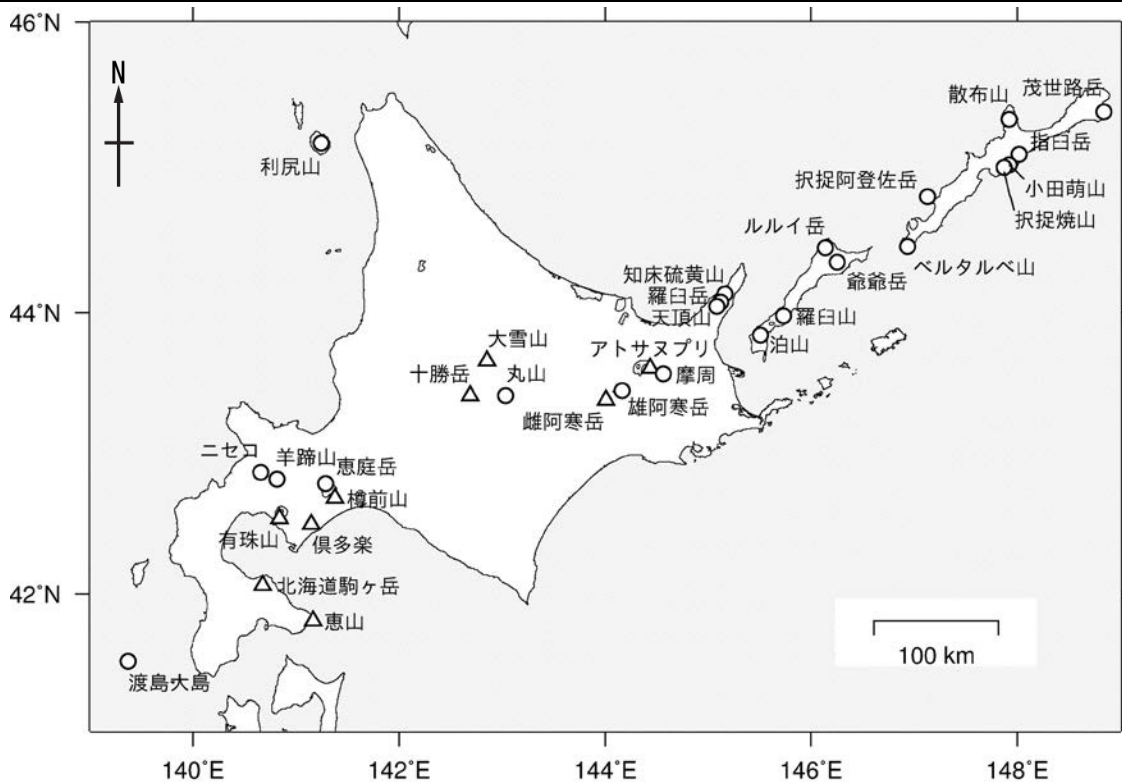 46°N
N
散布山
茂世路岳
利尻山
指臼岳
択捉阿登佐岳
小田萌山
択捉焼山
ルルイ岳
ベルタルベ山
知床硫黄山
爺爺岳
羅臼岳
44°N
天頂山
羅臼山
泊山
大雪山
アトサヌプリ
十勝岳
丸山
摩周
雌阿寒岳
雄阿寒岳
ニセコ
羊蹄山
恵庭岳
樽前山
有珠山
倶多楽
42°N
北海道駒ヶ岳
恵山
100 km
渡島大島
140°E
142°E
144°E
146°E
148°E